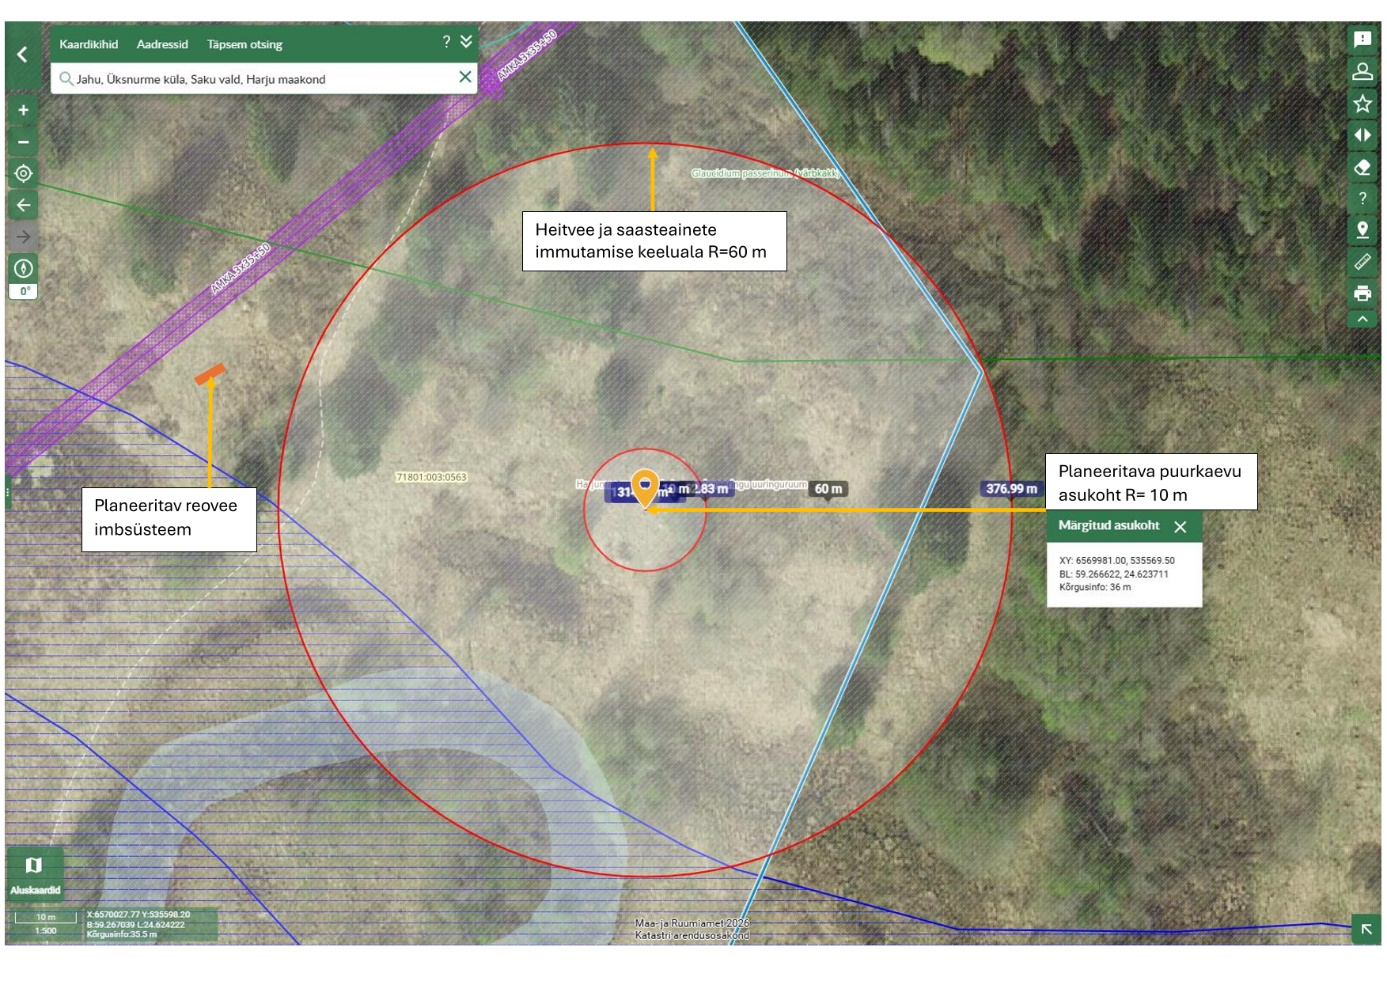 Kaardikihid Aadressid Täpsem otsing ?
Jahu, Üksnurme küla, Saku vald, Harju maakond
AMKA.3x35+50
Glaucidium passerinum (värbkakk)
Heitvee ja saasteainete
immutamise keeluala R=60 m
AMKA.3x35+50
0°
?
71801:003:0563
60 m
376.99 m
Planeeritava puurkaevu
asukoht R= 10 m
Planeeritav reovee
imbsüsteem
Märgitud asukoht
XY: 6569981.00, 535569.50
BL: 59.266622, 24.623711
Kõrgusinfo: 36 m
Aluskaardid
10 m
1:500
X:6570027.77 Y:535598.20
B:59.267039 L:24.624222
Kõrgusinfo:35.5 m
Maa- ja Ruumiamet 2026
Katastri arendusosakond